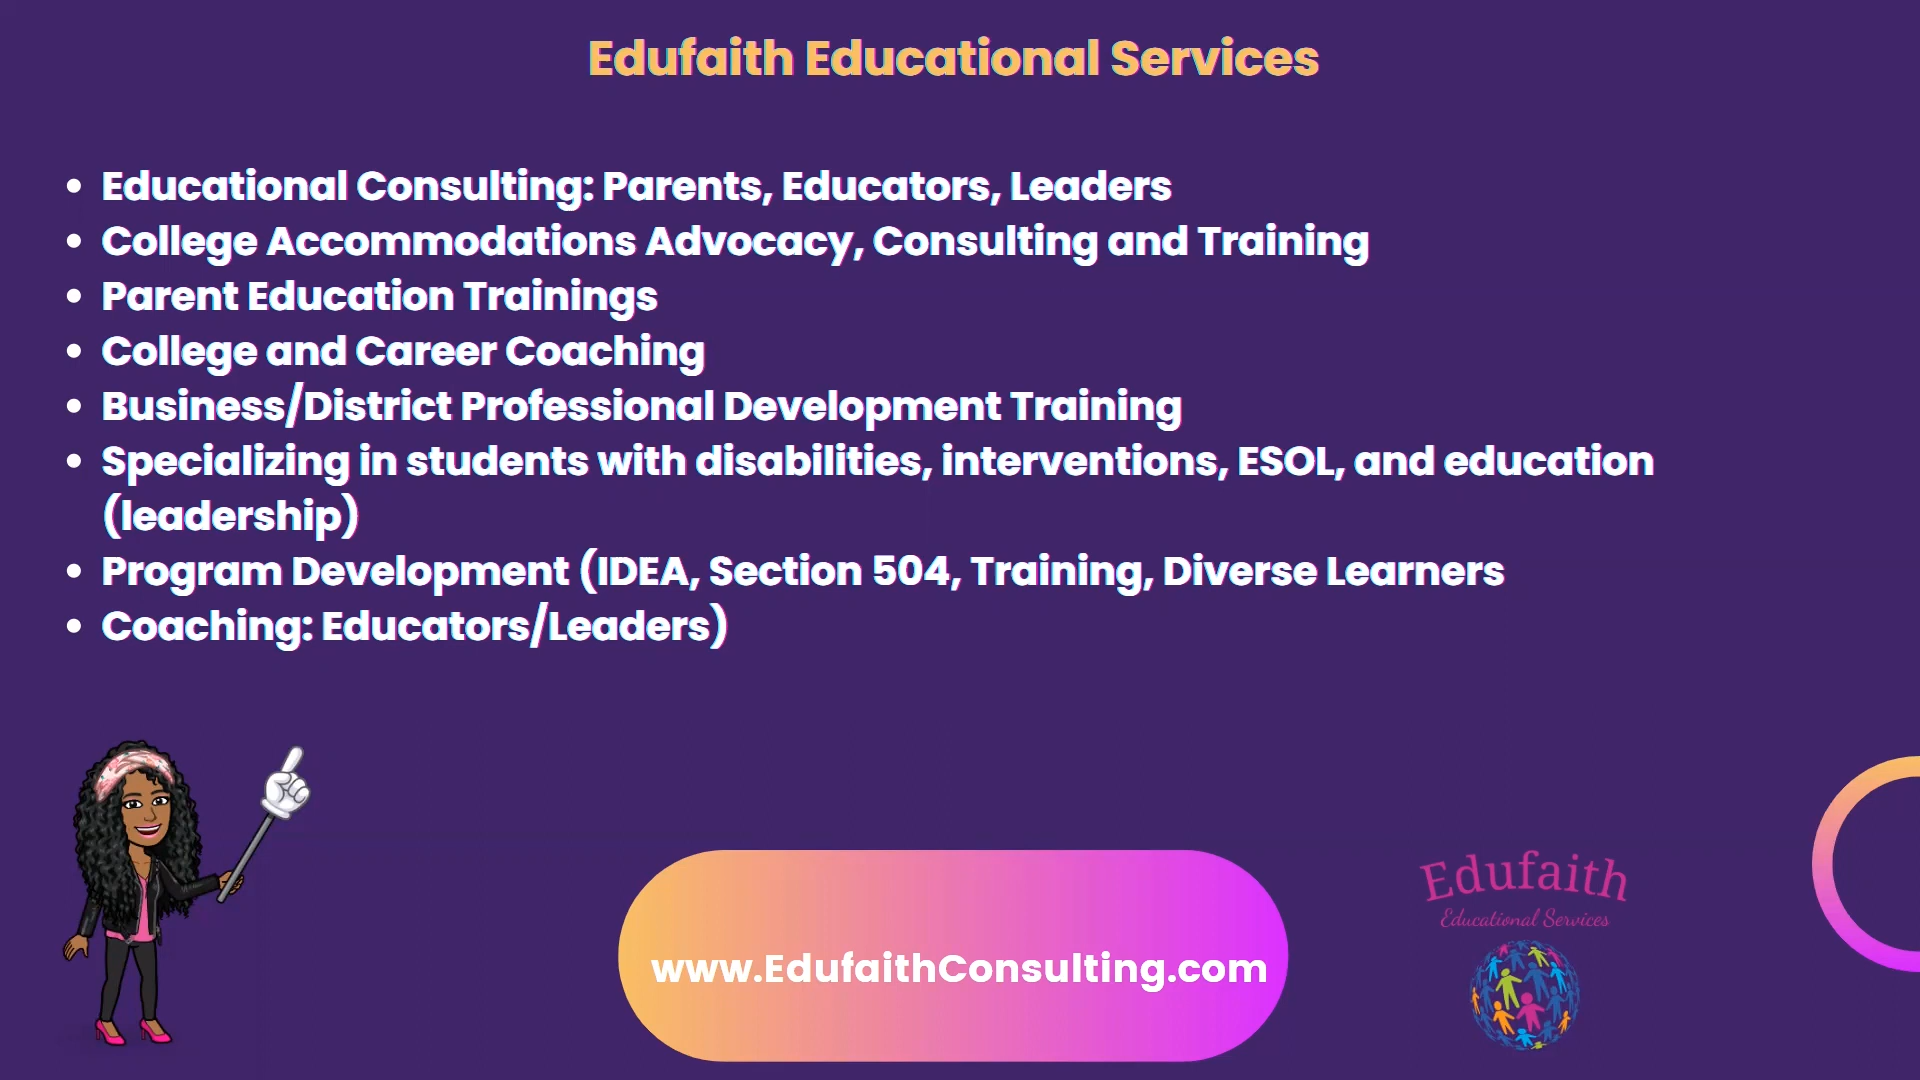 Edufaith Educational Services
• Educational Consulting: Parents, Educators, Leaders
• College Accommodations Advocacy, Consulting and Training
• Parent Education Trainings
• College and Career Coaching
• Business/District Professional Development Training
• Specializing in students with disabilities, interventions, ESOL, and education
(leadership)
• Program Development (IDEA, Section 504, Training, Diverse Learners
• Coaching: Educators/Leaders)
www.EdufaithConsulting.com
Edufaith
Educational Services